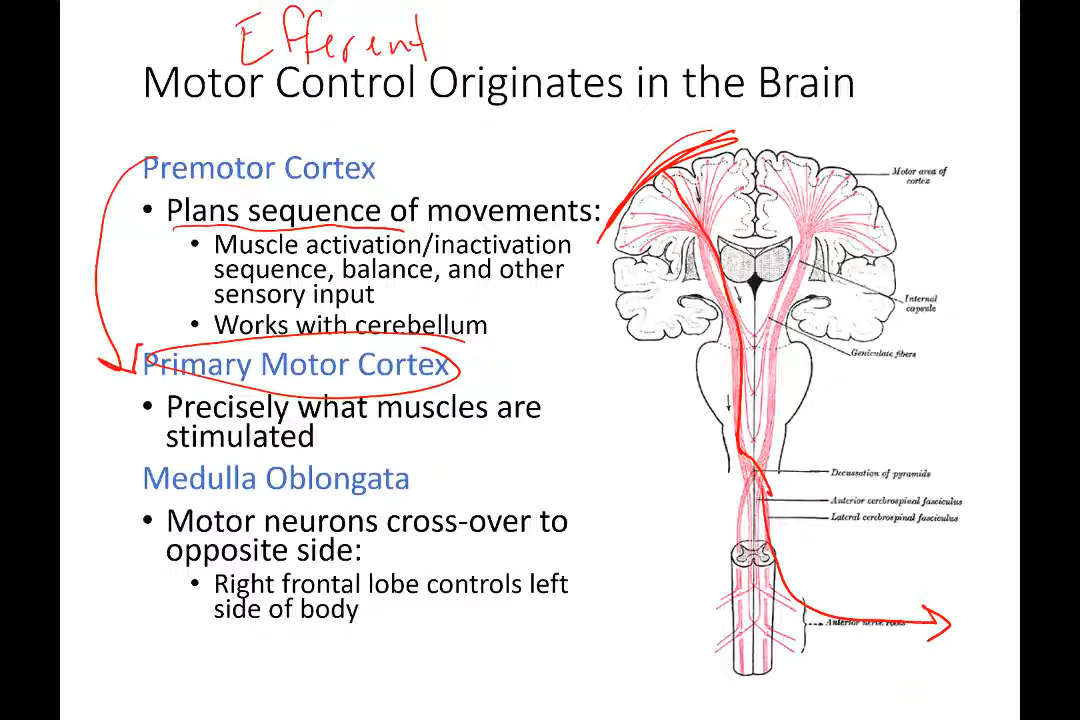 Efferent
Motor Control Originates in the Brain
Premotor Cortex
• Plans sequence of movements:
• Muscle activation/inactivation
sequence, balance, and other
sensory input
• Works with cerebellum
Primary Motor Cortex
• Precisely what muscles are
stimulated
Medulla Oblongata
• Motor neurons cross-over to
opposite side:
• Right frontal lobe controls left
side of body
Motor area of
cortex
Internal
capsule
Geniculate fibers
Decussation of pyramids
Anterior cerebrospinal fasciculus
Lateral cerebrospinal fasciculus
Anterior nerve roots